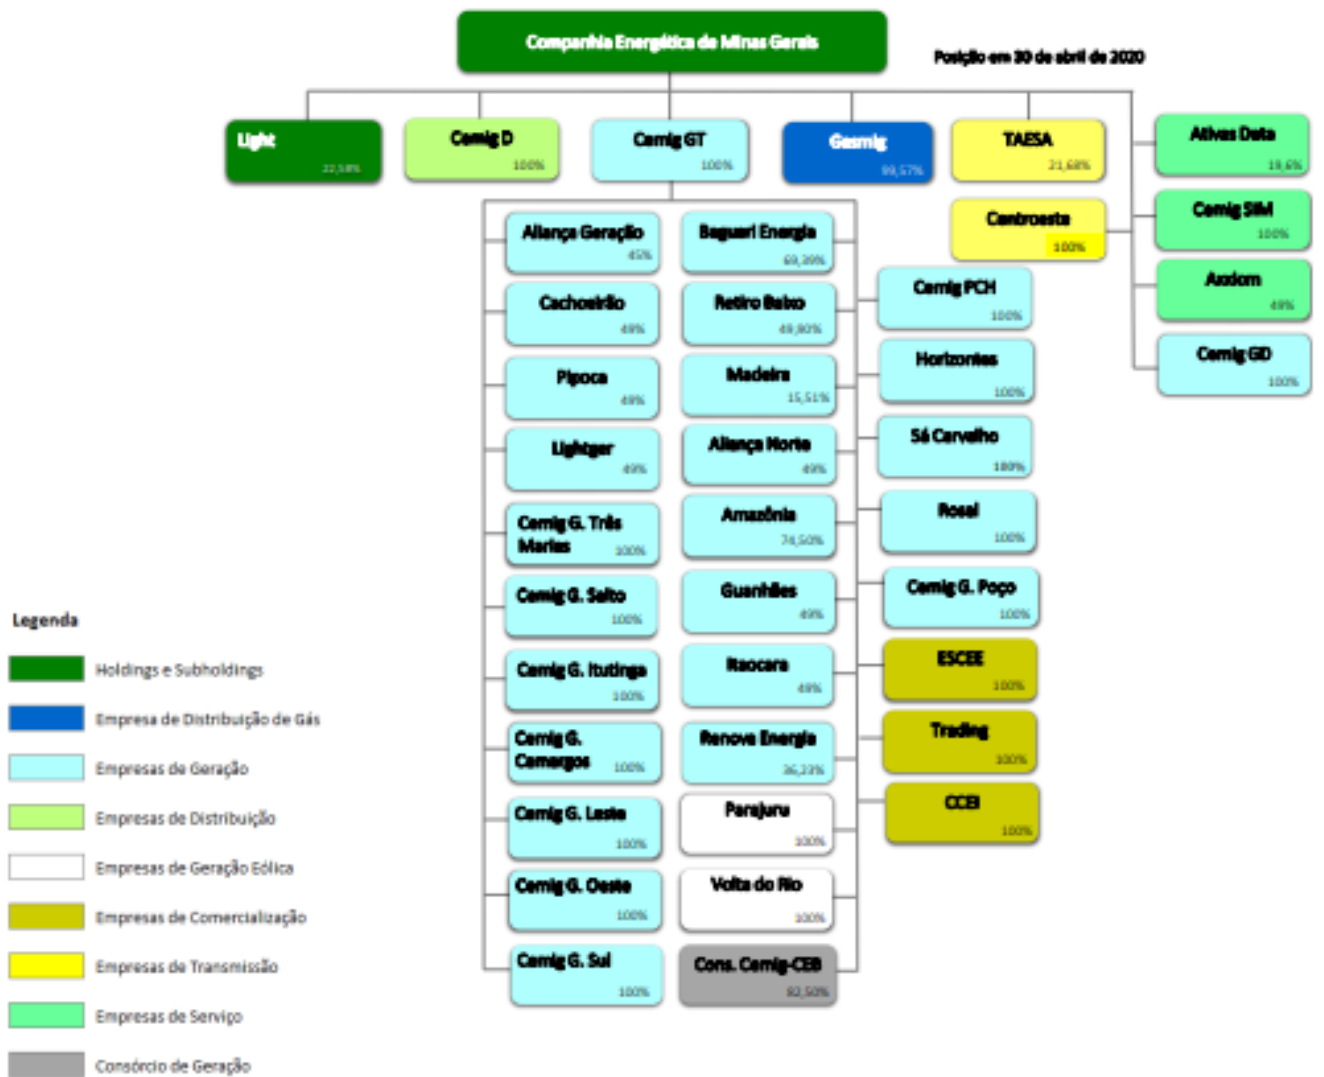 Companhia Energética de Minas Gerais
Posição em 30 de abril de 2020
Light
22,58%
Cemig D
100%
Cemig GT
100%
Gasmig
99,57%
TAESA
21,68%
Ativas Data
19,6%
Centroeste
100%
Cemig SIM
100%
Axxiom
49%
Cemig GD
100%
Aliança Geração
45%
Cachoeirão
49%
Pipoca
49%
Lightger
49%
Cemig G. Três
Marias
100%
Cemig G. Salto
100%
Cemig G. Itutinga
100%
Cemig G.
Camargos
100%
Cemig G. Leste
100%
Cemig G. Oeste
100%
Cemig G. Sul
100%
Baguari Energia
69,39%
Retiro Baixo
49,90%
Madeira
15,51%
Aliança Norte
49%
Amazônia
74,50%
Guanhães
49%
Itaocara
49%
Renova Energia
36,23%
Parajuru
100%
Volta do Rio
100%
Cons. Cemig-CEB
82,50%
Cemig PCH
100%
Horizontes
100%
Sá Carvalho
100%
Rosal
100%
Cemig G. Poço
100%
ESCEE
100%
Trading
100%
CCEI
100%
Legenda
Holdings e Subholdings
Empresa de Distribuição de Gás
Empresas de Geração
Empresas de Distribuição
Empresas de Geração Eólica
Empresas de Comercialização
Empresas de Transmissão
Empresas de Serviço
Consórcio de Geração